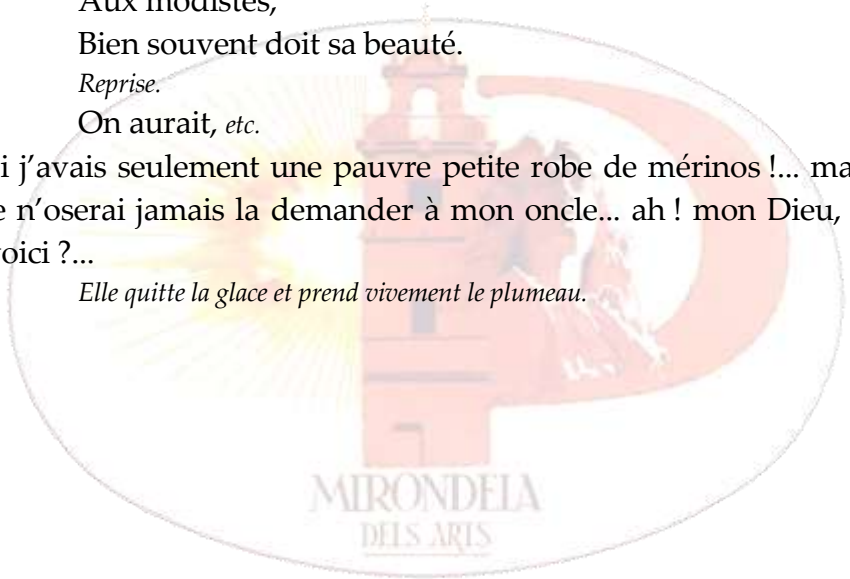 Aux modistes,
Bien souvent doit sa beauté.
Reprise.
On aurait, etc.
i j’avais seulement une pauvre petite robe de mérinos !... ma
e n’oserai jamais la demander à mon oncle... ah ! mon Dieu,
oici ?...
Elle quitte la glace et prend vivement le plumeau.
MIRONDELA
DELS ARTS